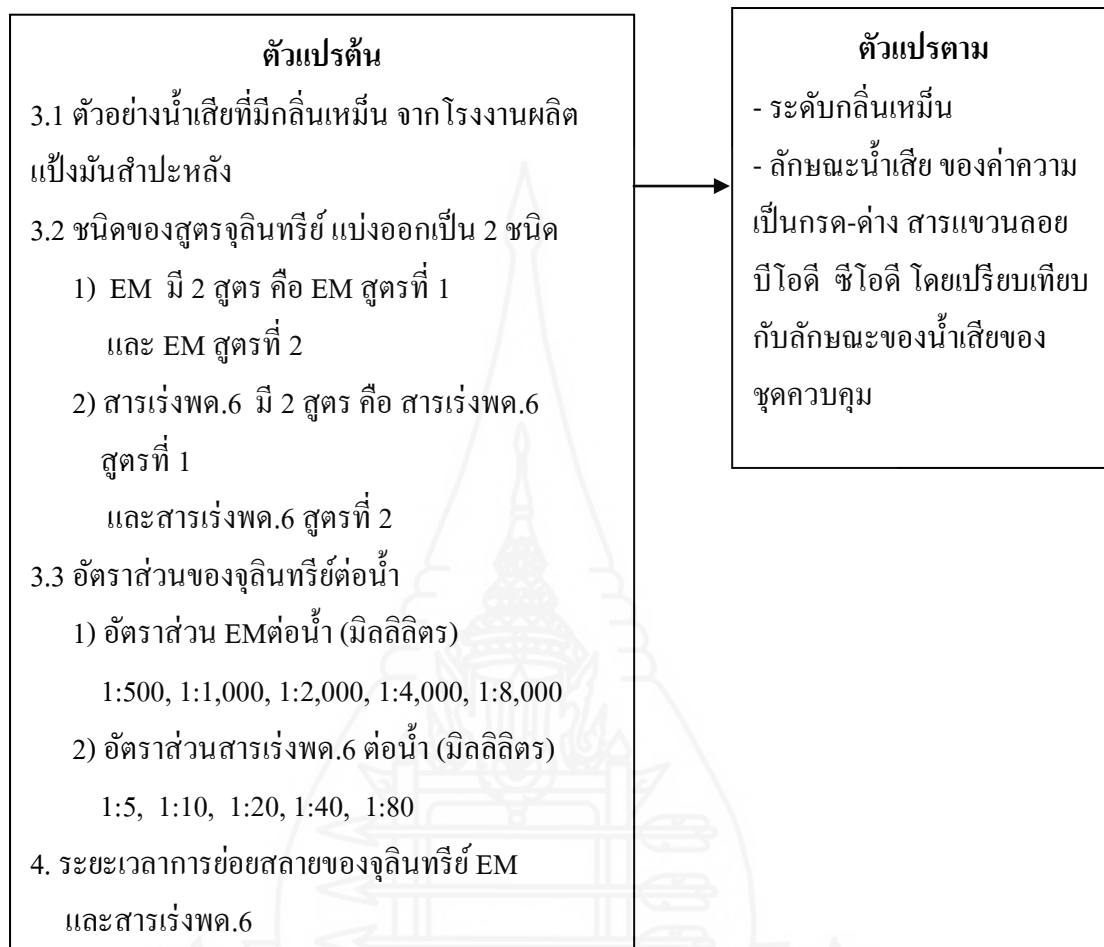 ตัวแปรต้น
3.1 ตัวอย่างน้ำเสียที่มีกลิ่นเหม็น จากโรงงานผลิต
แป้งมันสำปะหลัง
3.2 ชนิดของสูตรจุลินทรีย์ แบ่งออกเป็น 2 ชนิด
1) EM มี 2 สูตร คือ EM สูตรที่ 1
และ EM สูตรที่ 2
2) สารเร่งพด.6 มี 2 สูตร คือ สารเร่งพด.6
สูตรที่ 1
และสารเร่งพด.6 สูตรที่ 2
3.3 อัตราส่วนของจุลินทรีย์ต่อน้ำ
1) อัตราส่วน EMต่อน้ำ (มิลลิลิตร)
1:500, 1:1,000, 1:2,000, 1:4,000, 1:8,000
2) อัตราส่วนสารเร่งพด.6 ต่อน้ำ (มิลลิลิตร)
1:5, 1:10, 1:20, 1:40, 1:80
4. ระยะเวลาการย่อยสลายของจุลินทรีย์ EM
และสารเร่งพด.6
ตัวแปรตาม
- ระดับกลิ่นเหม็น
- ลักษณะน้ำเสีย ของค่าความ
เป็นกรด-ด่าง สารแขวนลอย
บีโอดี ซีโอดี โดยเปรียบเทียบ
กับลักษณะของน้ำเสียของ
ชุดควบคุม